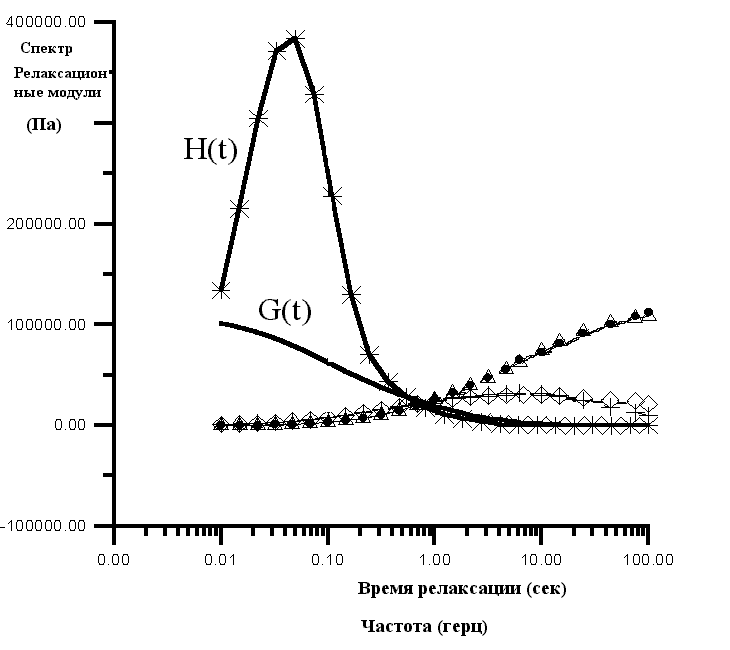 400000.00
Спектр
Релаксацион
ные модули
(Па)
H(t)
200000.00
G(t)
100000.00
0.00
-100000.00
0.00 0.01 0.10 1.00 10.00 100.00
Время релаксации (сек)
Частота (герц)